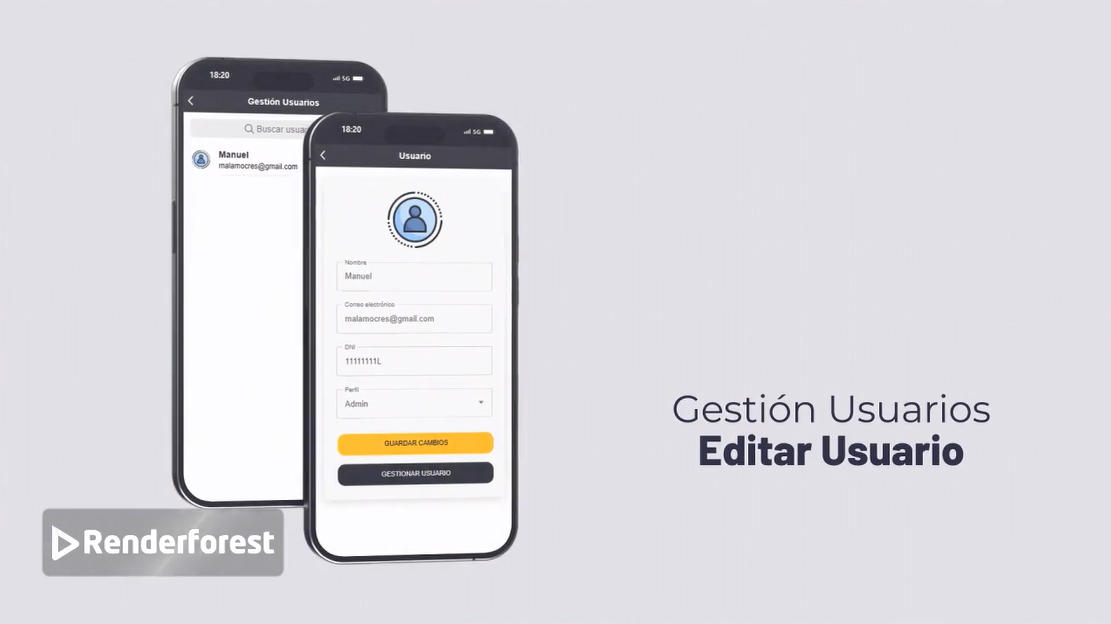 18:20
5G
Gestión Usuarios
Buscar usua
Manuel
malamocres@gmail.com
18:20
5G
Usuario
Nombre
Manuel
Correo electrónico
malamocres@gmail.com
DNI
11111111L
Perfil
Admin
GUARDAR CAMBIOS
GESTIONAR USUARIO
Gestión Usuarios
Editar Usuario
Renderforest